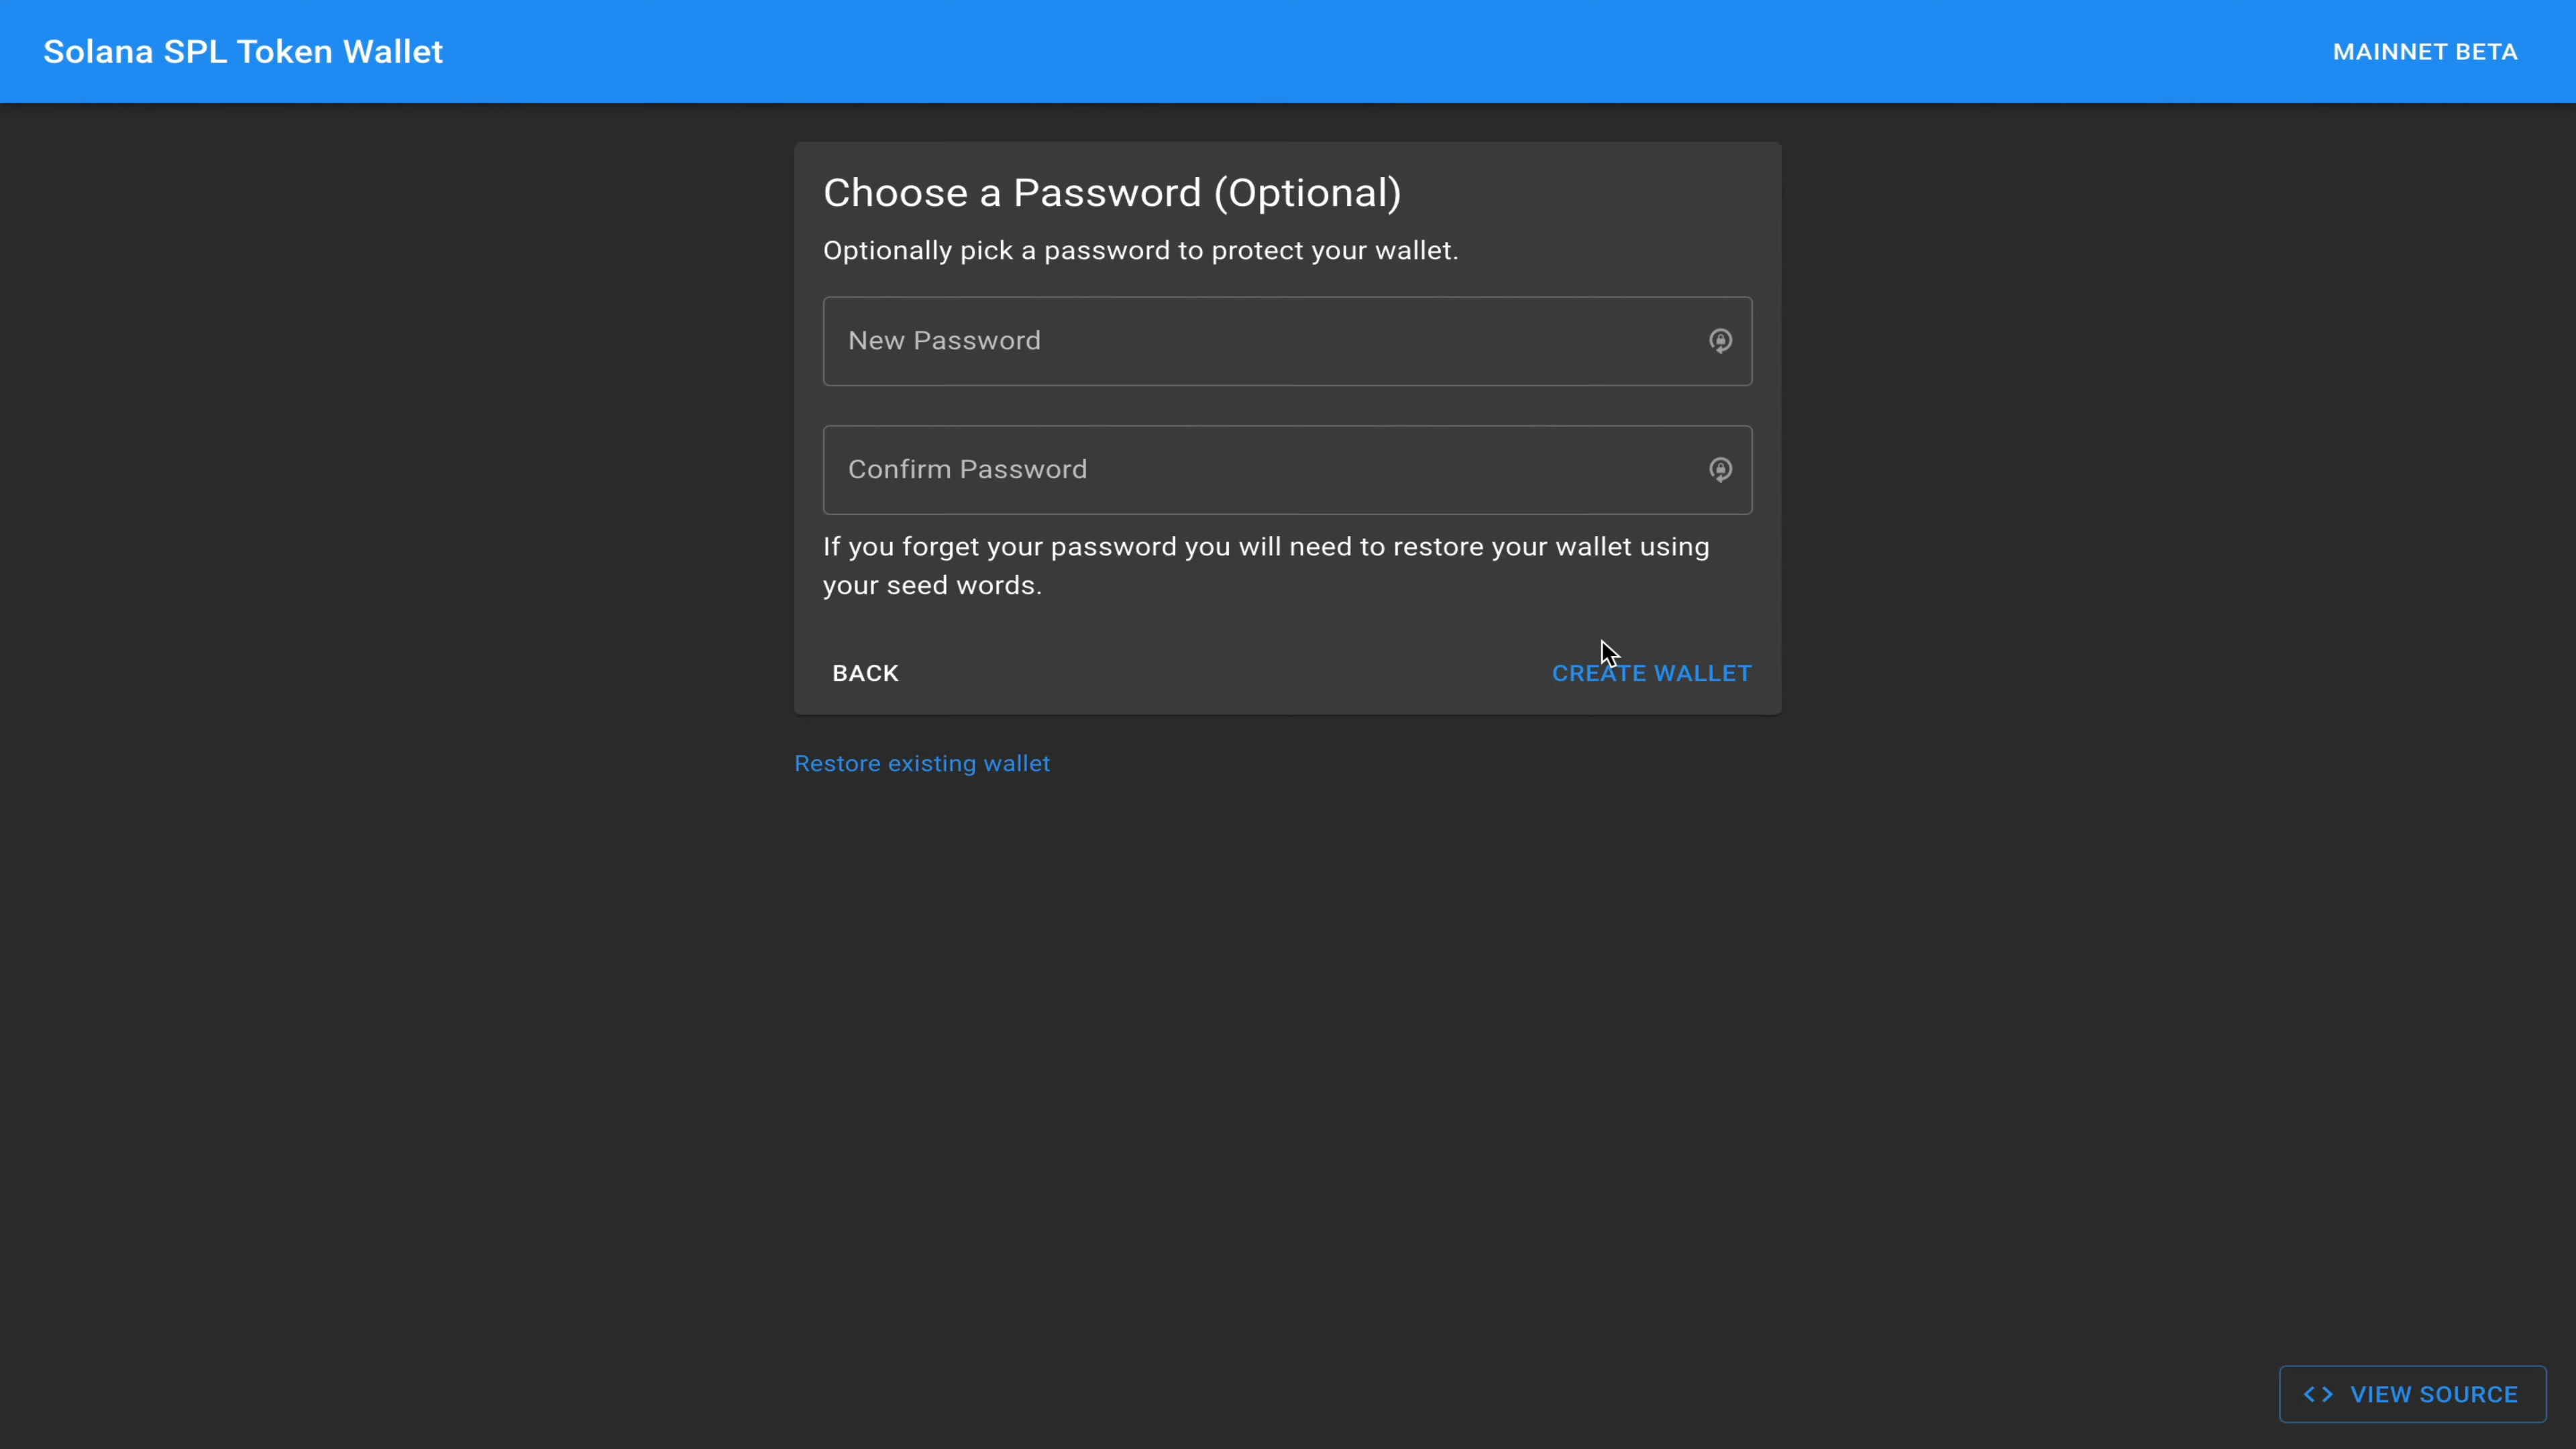 Solana SPL Token Wallet
MAINNET BETA
Choose a Password (Optional)
Optionally pick a password to protect your wallet.
New Password
Confirm Password
If you forget your password you will need to restore your wallet using
your seed words.
BACK
CREATE WALLET
Restore existing wallet
<> VIEW SOURCE